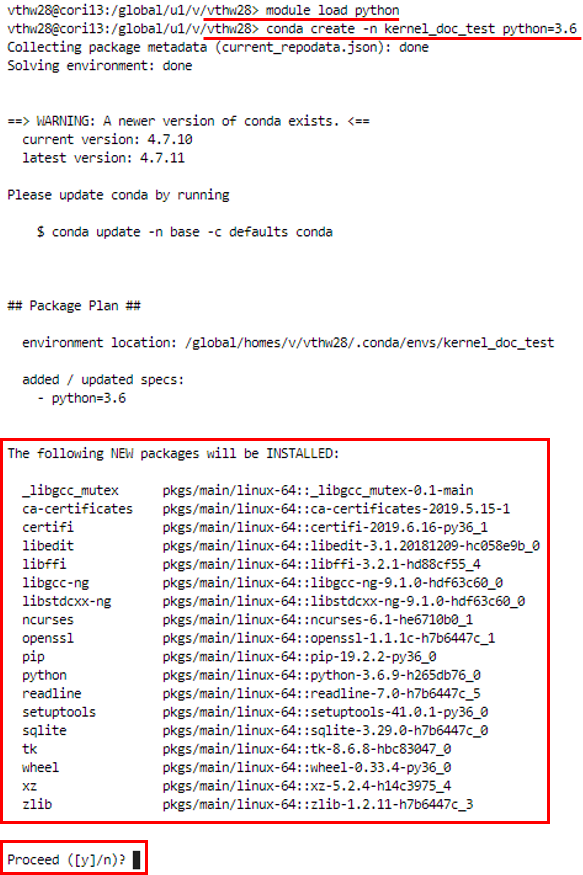 vthw28@cori13:/global/u1/v/vthw28> module load python
vthw28@cori13:/global/u1/v/vthw28> conda create -n kernel_doc_test python=3.6
Collecting package metadata (current_repodata.json): done
Solving environment: done
==> WARNING: A newer version of conda exists. <==
current version: 4.7.10
latest version: 4.7.11
Please update conda by running
$ conda update -n base -c defaults conda
## Package Plan ##
environment location: /global/homes/v/vthw28/.conda/envs/kernel_doc_test
added / updated specs:
- python=3.6
The following NEW packages will be INSTALLED:
_libgcc_mutex pkgs/main/linux-64::_libgcc_mutex-0.1-main
ca-certificates pkgs/main/linux-64::ca-certificates-2019.5.15-1
certifi pkgs/main/linux-64::certifi-2019.6.16-py36_1
libedit pkgs/main/linux-64::libedit-3.1.20181209-hc058e9b_0
libffi pkgs/main/linux-64::libffi-3.2.1-hd88cf55_4
libgcc-ng pkgs/main/linux-64::libgcc-ng-9.1.0-hdf63c60_0
libstdcxx-ng pkgs/main/linux-64::libstdcxx-ng-9.1.0-hdf63c60_0
ncurses pkgs/main/linux-64::ncurses-6.1-he6710b0_1
openssl pkgs/main/linux-64::openssl-1.1.1c-h7b6447c_1
pip pkgs/main/linux-64::pip-19.2.2-py36_0
python pkgs/main/linux-64::python-3.6.9-h265db76_0
readline pkgs/main/linux-64::readline-7.0-h7b6447c_5
setuptools pkgs/main/linux-64::setuptools-41.0.1-py36_0
sqlite pkgs/main/linux-64::sqlite-3.29.0-h7b6447c_0
tk pkgs/main/linux-64::tk-8.6.8-hbc83047_0
wheel pkgs/main/linux-64::wheel-0.33.4-py36_0
xz pkgs/main/linux-64::xz-5.2.4-h14c3975_4
zlib pkgs/main/linux-64::zlib-1.2.11-h7b6447c_3
Proceed ([y]/n)?